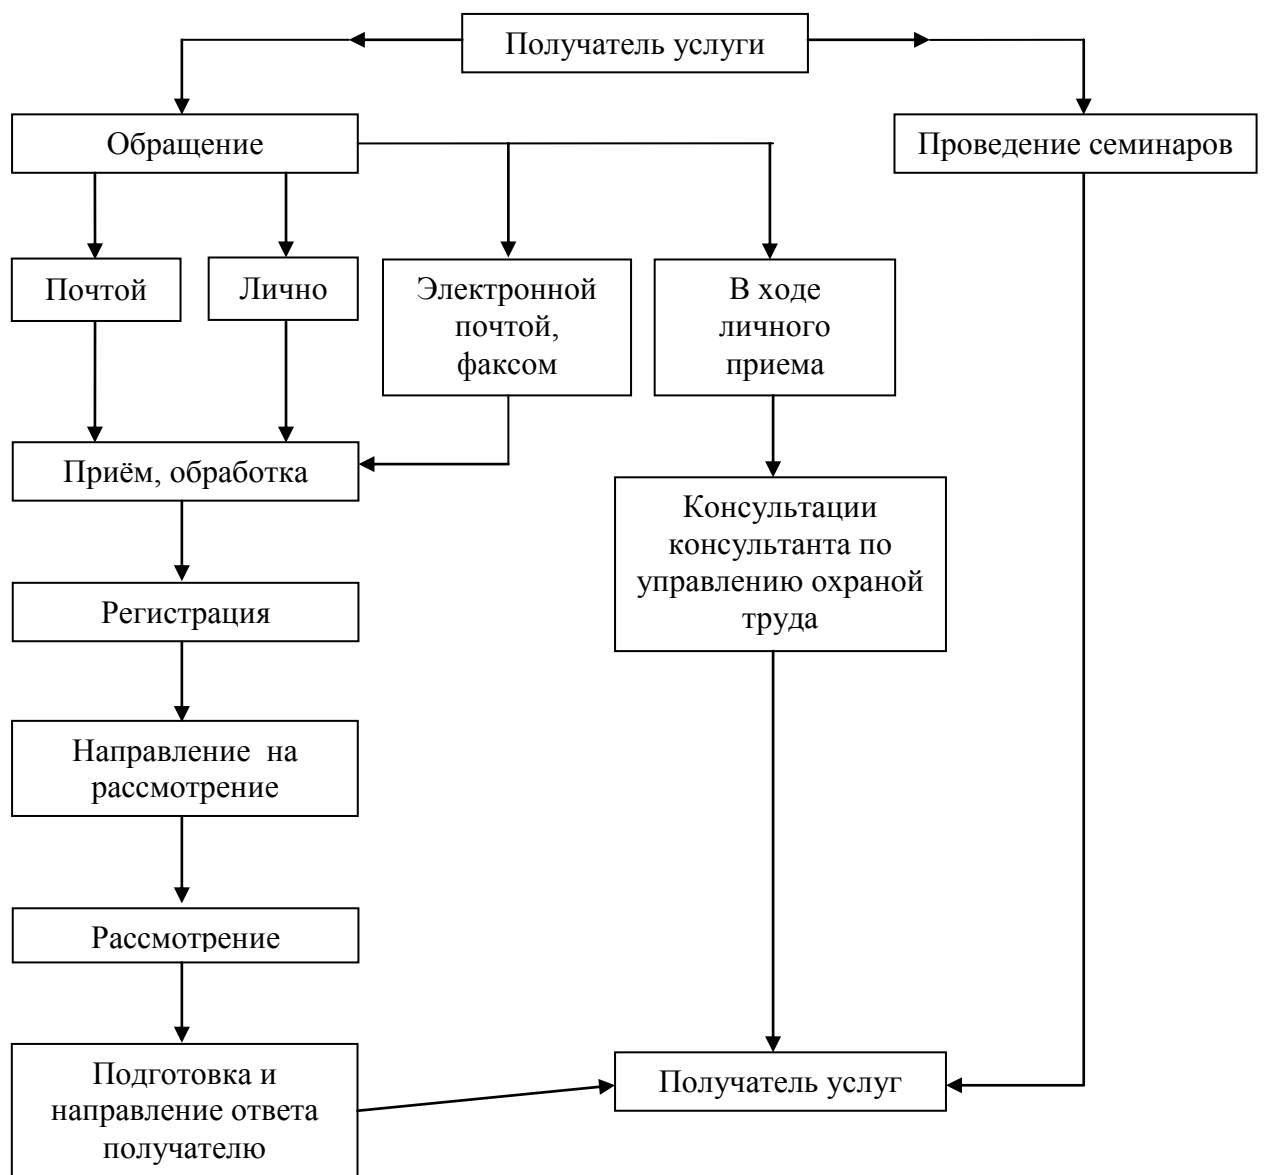 Получатель услуги
Обращение
Проведение семинаров
Почтой
Лично
Электронной
почтой,
факсом
В ходе
личного
приема
Приём, обработка
Консультации
консультанта по
управлению охраной
труда
Регистрация
Направление на
рассмотрение
Рассмотрение
Подготовка и
направление ответа
получателю
Получатель услуг